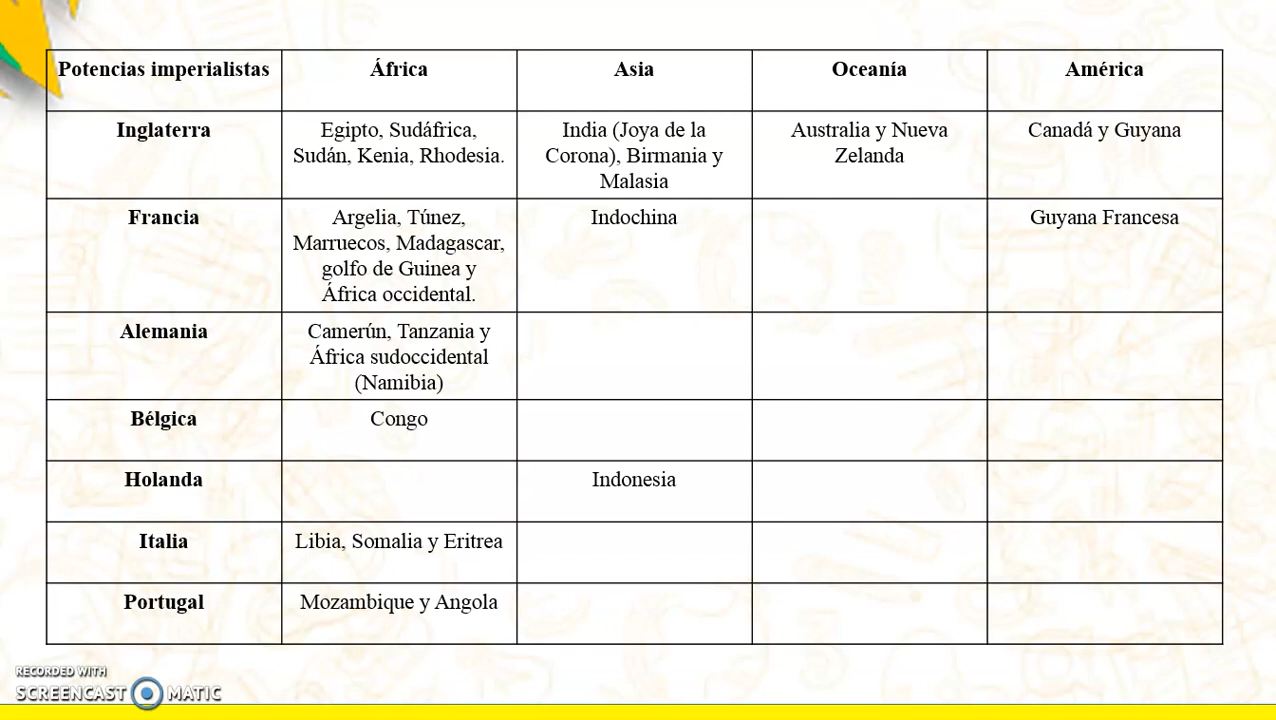 Potencias imperialistas África Asia Oceanía América
Inglaterra Egipto, Sudáfrica, India (Joya de la Australia y Nueva Canadá y Guyana
Sudán, Kenia, Rhodesia. Corona), Birmania y Zelanda
Malasia
Francia Argelia, Túnez, Indochina Guyana Francesa
Marruecos, Madagascar,
golfo de Guinea y
África occidental.
Alemania Camerún, Tanzania y
África sudoccidental
(Namibia)
Bélgica Congo
Holanda Indonesia
Italia Libia, Somalia y Eritrea
Portugal Mozambique y Angola
RECORDED WITH
SCREENCAST MATIC